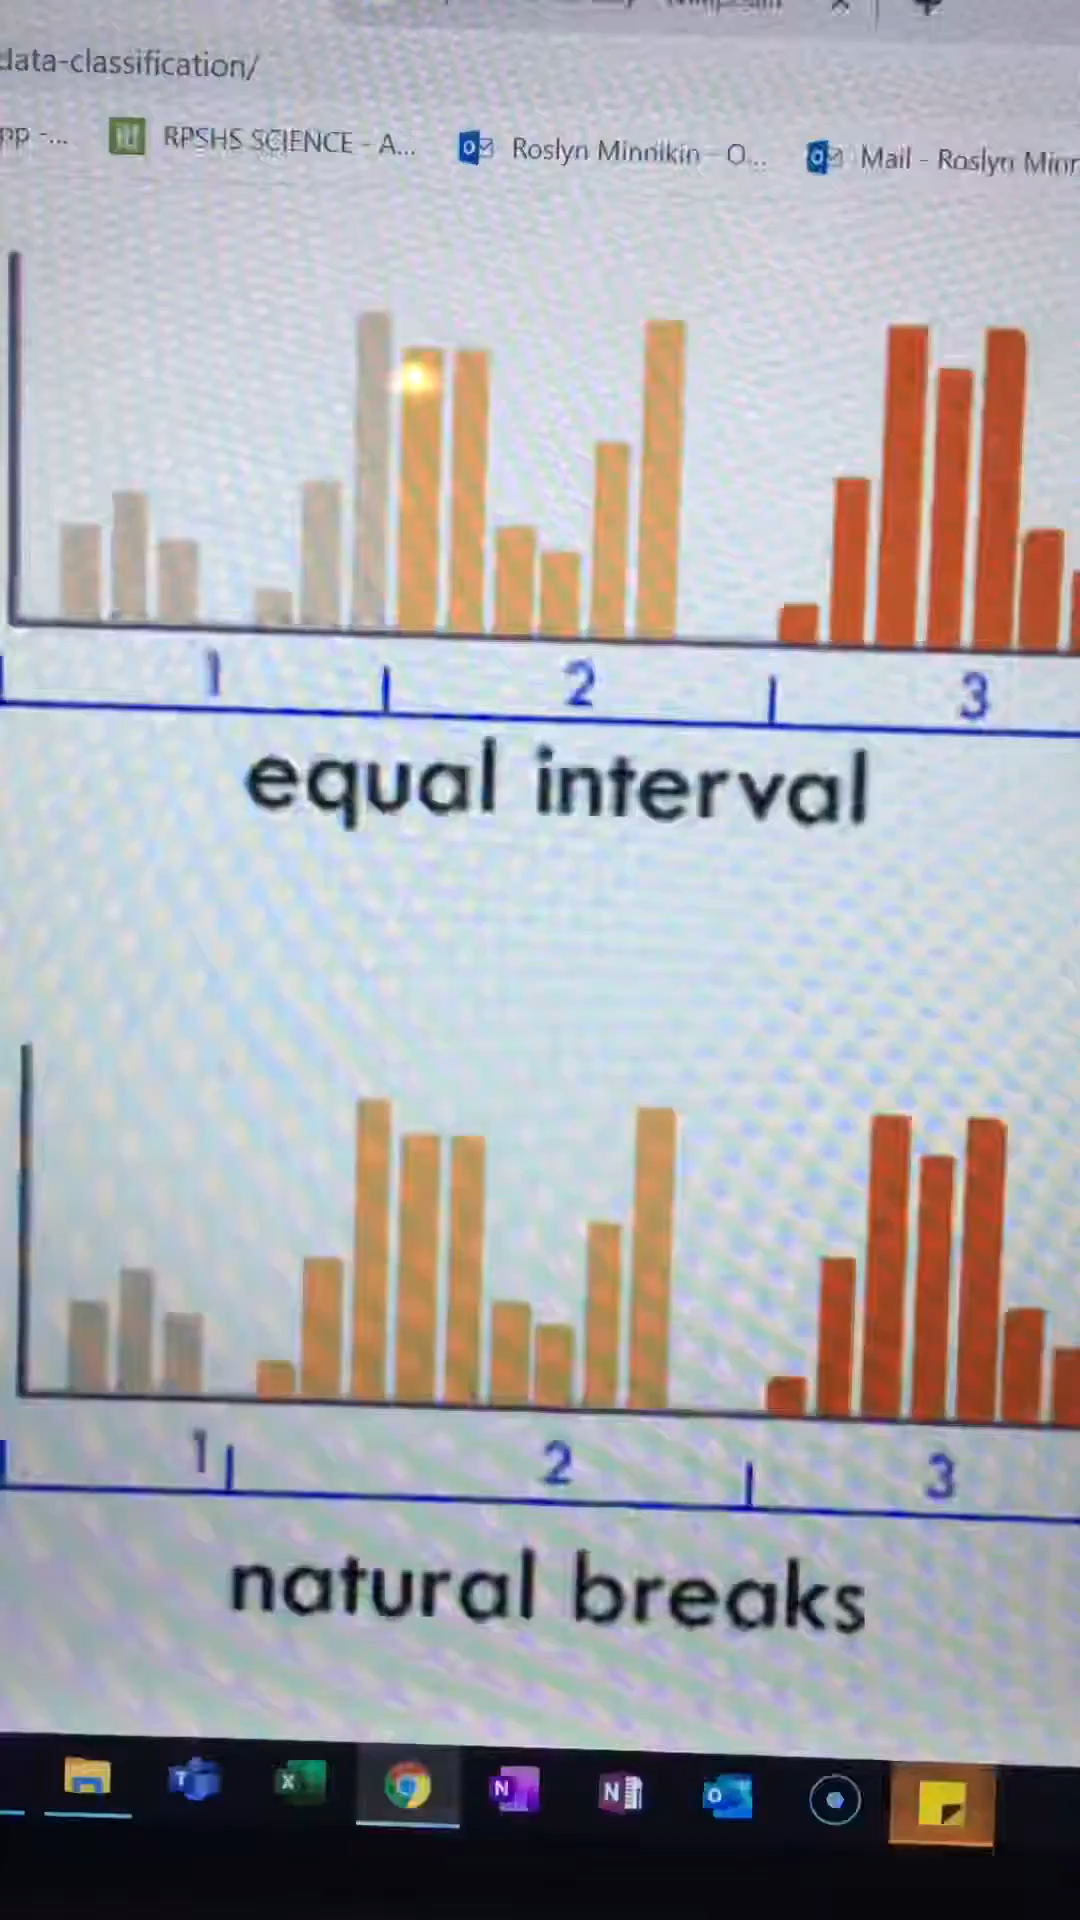 data-classification/
pp -... RPSHS SCIENCE - A... Roslyn Minnikin - O... Mail - Roslyn Minn
1 2 3
equal interval
1 2 3
natural breaks